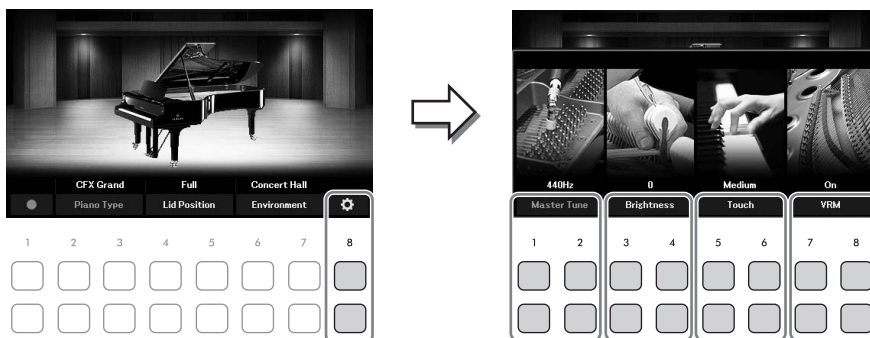 CFX Grand Full Concert Hall
Piano Type Lid Position Environment
1 2 3 4 5 6 7 8
440Hz 0 Medium On
Master Tune Brightness Touch VRM
1 2 3 4 5 6 7 8